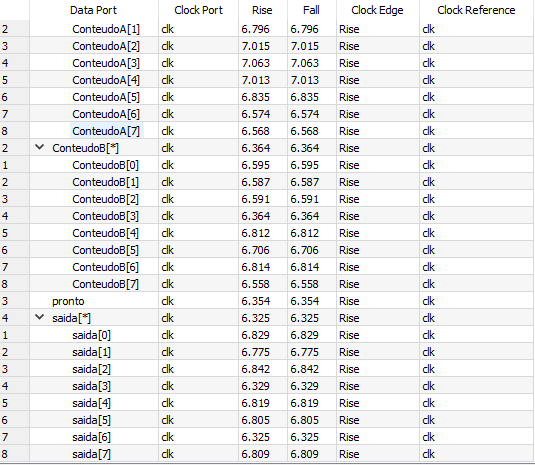 Data Port Clock Port Rise Fall Clock Edge Clock Reference
2 ConteudoA[1] clk 6.796 6.796 Rise clk
3 ConteudoA[2] clk 7.015 7.015 Rise clk
4 ConteudoA[3] clk 7.063 7.063 Rise clk
5 ConteudoA[4] clk 7.013 7.013 Rise clk
6 ConteudoA[5] clk 6.835 6.835 Rise clk
7 ConteudoA[6] clk 6.574 6.574 Rise clk
8 ConteudoA[7] clk 6.568 6.568 Rise clk
2 ConteudoB[*] clk 6.364 6.364 Rise clk
1 ConteudoB[0] clk 6.595 6.595 Rise clk
2 ConteudoB[1] clk 6.587 6.587 Rise clk
3 ConteudoB[2] clk 6.591 6.591 Rise clk
4 ConteudoB[3] clk 6.364 6.364 Rise clk
5 ConteudoB[4] clk 6.812 6.812 Rise clk
6 ConteudoB[5] clk 6.706 6.706 Rise clk
7 ConteudoB[6] clk 6.814 6.814 Rise clk
8 ConteudoB[7] clk 6.558 6.558 Rise clk
3 pronto clk 6.354 6.354 Rise clk
4 saida[*] clk 6.325 6.325 Rise clk
1 saida[0] clk 6.829 6.829 Rise clk
2 saida[1] clk 6.775 6.775 Rise clk
3 saida[2] clk 6.842 6.842 Rise clk
4 saida[3] clk 6.329 6.329 Rise clk
5 saida[4] clk 6.819 6.819 Rise clk
6 saida[5] clk 6.805 6.805 Rise clk
7 saida[6] clk 6.325 6.325 Rise clk
8 saida[7] clk 6.809 6.809 Rise clk